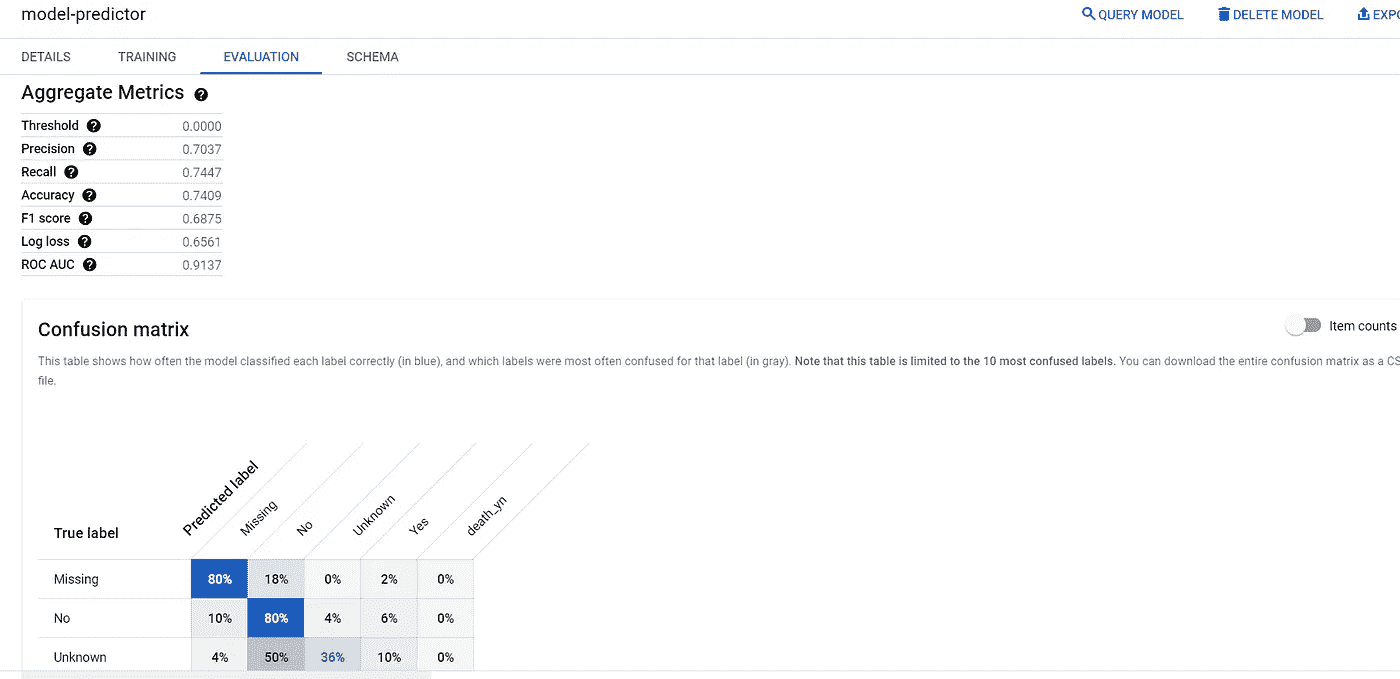 model-predictor
QUERY MODEL
DELETE MODEL
EXPO
DETAILS TRAINING EVALUATION SCHEMA
Aggregate Metrics
Threshold 0.0000
Precision 0.7037
Recall 0.7447
Accuracy 0.7409
F1 score 0.6875
Log loss 0.6561
ROC AUC 0.9137
Confusion matrix
Item counts
This table shows how often the model classified each label correctly (in blue), and which labels were most often confused for that label (in gray). Note that this table is limited to the 10 most confused labels. You can download the entire confusion matrix as a CS
file.
True label
Predicted label
Missing
No
Unknown
Yes
death_yn
Missing 80% 18% 0% 2% 0%
No 10% 80% 4% 6% 0%
Unknown 4% 50% 36% 10% 0%